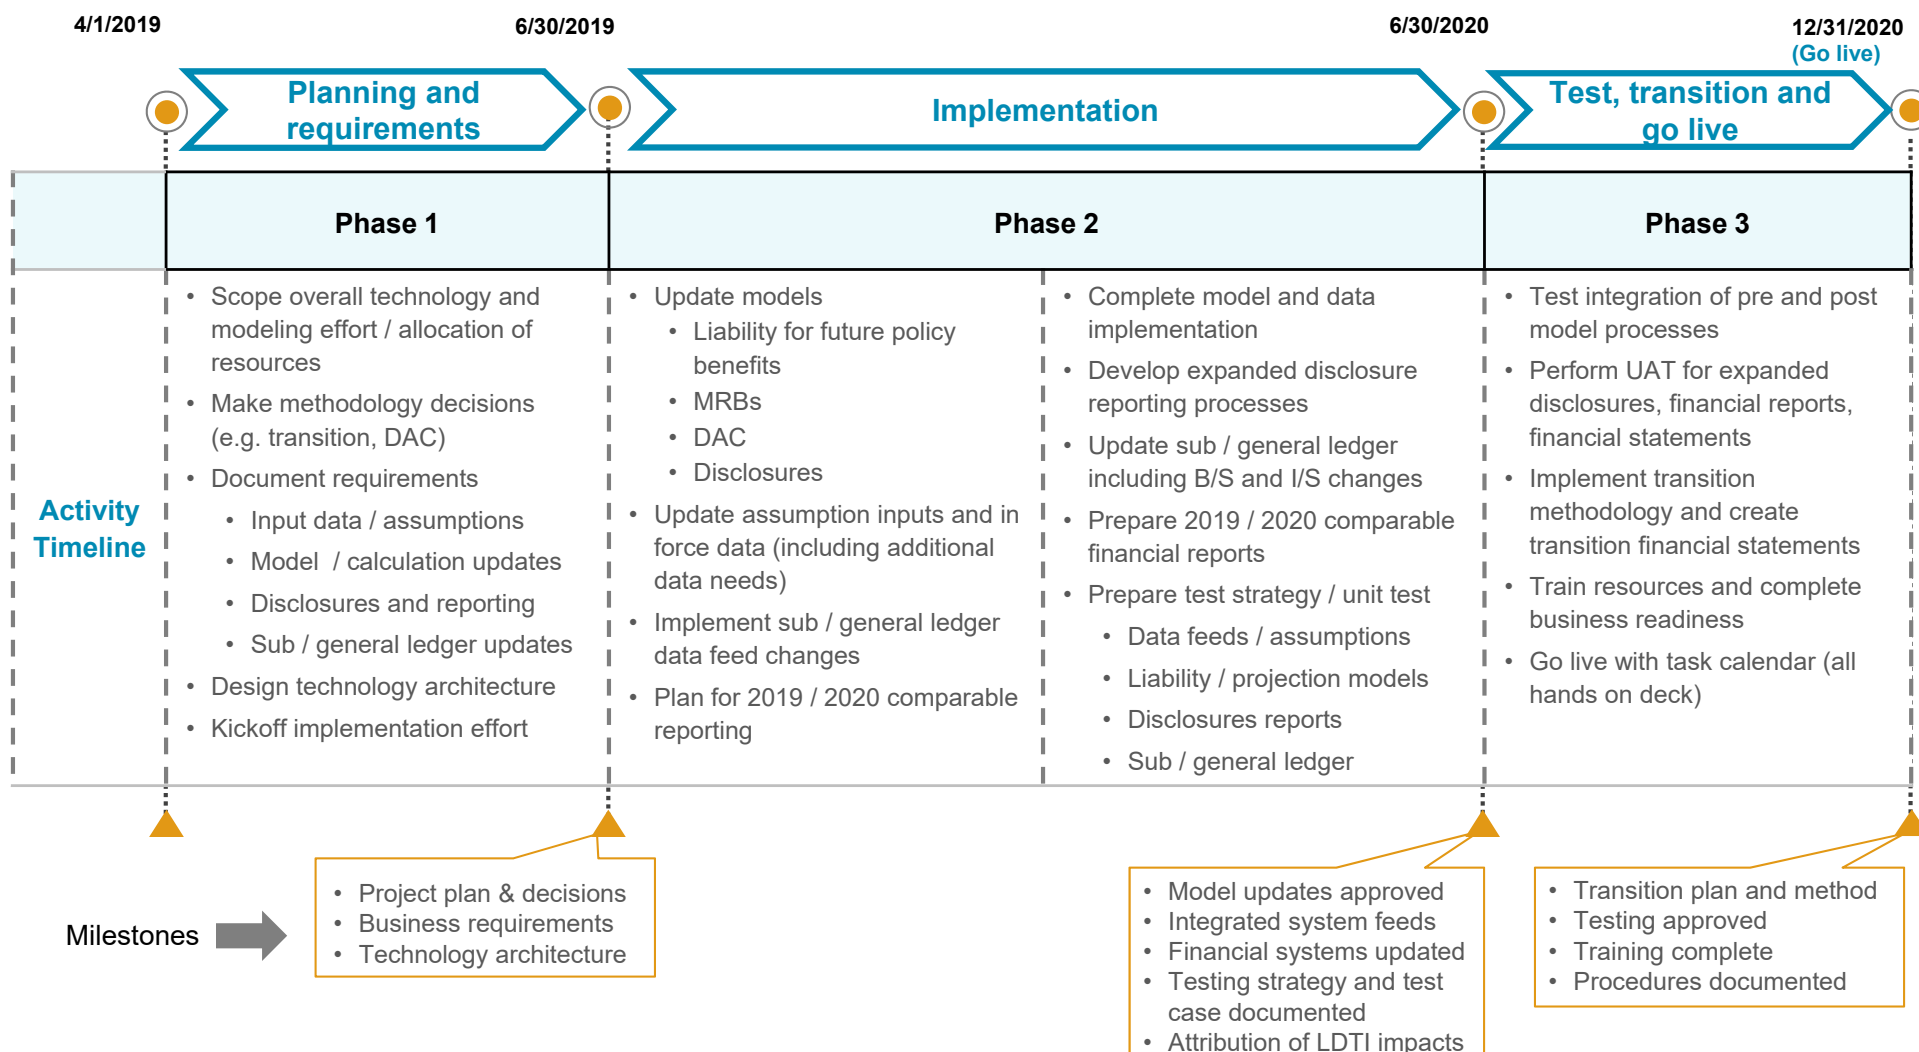 4/1/2019
6/30/2019
6/30/2020
12/31/2020
(Go live)
Planning and
requirements
Implementation
Test, transition and
go live
Phase 1
Phase 2
Phase 3
Activity
Timeline
• Scope overall technology and
modeling effort / allocation of
resources
• Make methodology decisions
(e.g. transition, DAC)
• Document requirements
• Input data / assumptions
• Model / calculation updates
• Disclosures and reporting
• Sub / general ledger updates
• Design technology architecture
• Kickoff implementation effort
• Update models
• Liability for future policy
benefits
• MRBs
• DAC
• Disclosures
• Update assumption inputs and in
force data (including additional
data needs)
• Implement sub / general ledger
data feed changes
• Plan for 2019 / 2020 comparable
reporting
• Complete model and data
implementation
• Develop expanded disclosure
reporting processes
• Update sub / general ledger
including B/S and I/S changes
• Prepare 2019 / 2020 comparable
financial reports
• Prepare test strategy / unit test
• Data feeds / assumptions
• Liability / projection models
• Disclosures reports
• Sub / general ledger
• Test integration of pre and post
model processes
• Perform UAT for expanded
disclosures, financial reports,
financial statements
• Implement transition
methodology and create
transition financial statements
• Train resources and complete
business readiness
• Go live with task calendar (all
hands on deck)
Milestones
• Project plan & decisions
• Business requirements
• Technology architecture
• Model updates approved
• Integrated system feeds
• Financial systems updated
• Testing strategy and test
case documented
• Attribution of LDTI impacts
• Transition plan and method
• Testing approved
• Training complete
• Procedures documented